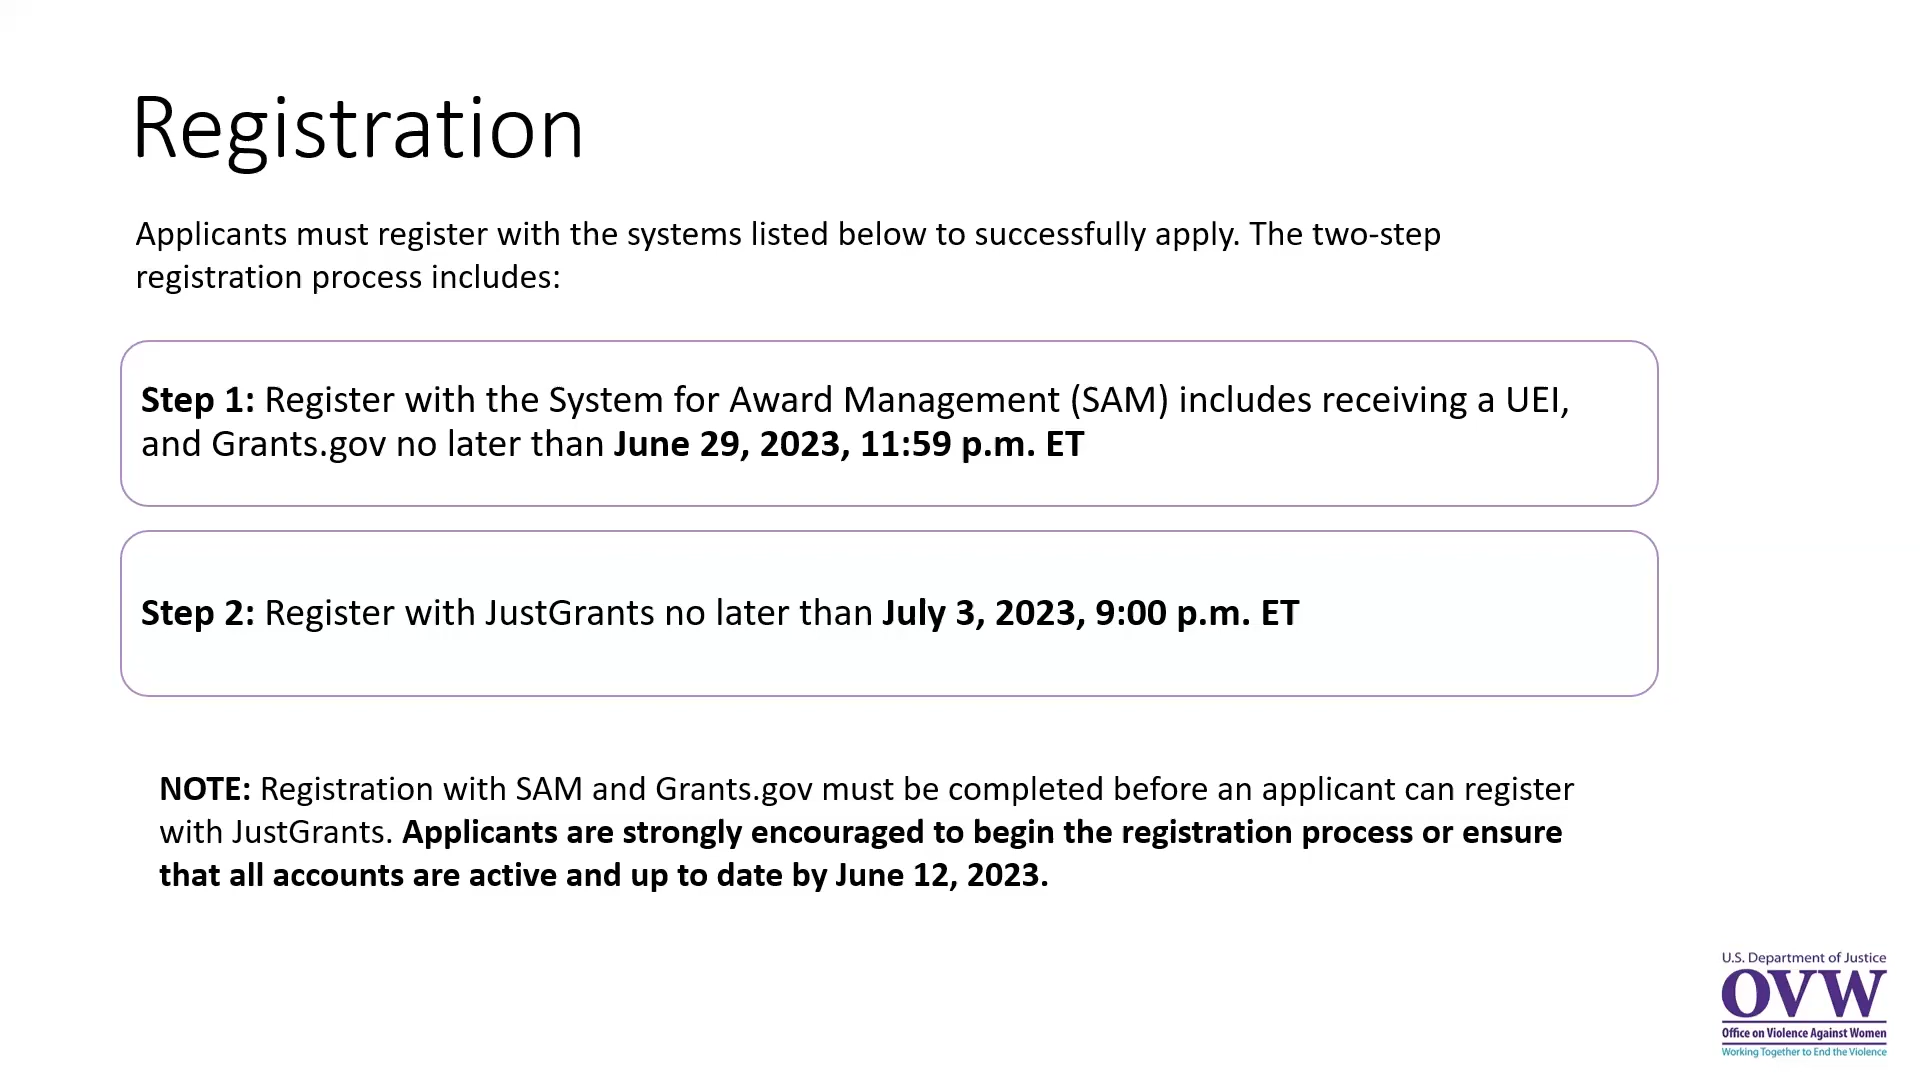 Registration
Applicants must register with the systems listed below to successfully apply. The two-step
registration process includes:
Step 1: Register with the System for Award Management (SAM) includes receiving a UEI,
and Grants.gov no later than June 29, 2023, 11:59 p.m. ET
Step 2: Register with JustGrants no later than July 3, 2023, 9:00 p.m. ET
NOTE: Registration with SAM and Grants.gov must be completed before an applicant can register
with JustGrants. Applicants are strongly encouraged to begin the registration process or ensure
that all accounts are active and up to date by June 12, 2023.
U.S. Department of Justice
OVW
Office on Violence Against Women
Working Together to End the Violence